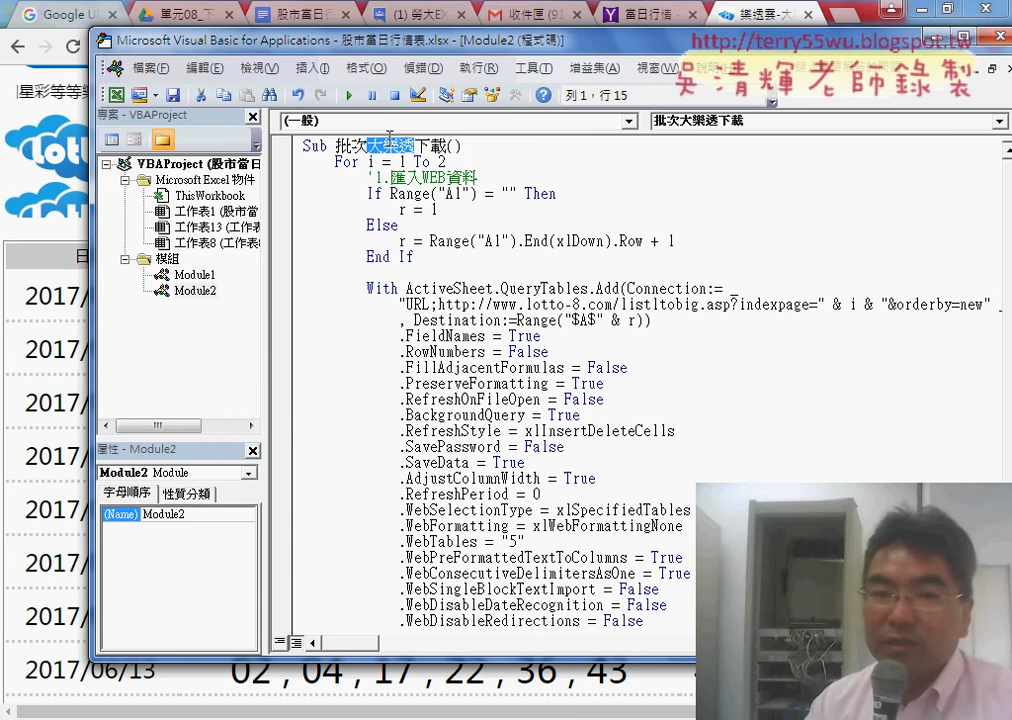 Google U
單元08_下
股市當日行
(1) 勞大EX
收件匣 (91
當日行情 -
樂透雲-大
Microsoft Visual Basic for Applications - 股市當日行情表.xlsx - [Module2 (程式碼)]
http://terry55wu.blogspot.tw
吳清輝老師錄製
檔案(F) 編輯(E) 檢視(V) 插入(I) 格式(O) 偵錯(D) 執行(R) 工具(T) 增益集(A) 視窗(W)
列 1，行 15
專案 - VBAProject
(一般)
批次大樂透下載
VBAProject (股市當日
Microsoft Excel 物件
ThisWorkbook
工作表1 (股市當
工作表13 (工作表
工作表8 (工作表8
模組
Module1
Module2
屬性 - Module2
Module2 Module
字母順序 性質分類
(Name) Module2
Sub 批次大樂透下載()
For i = 1 To 2
'1.匯入WEB資料
If Range("A1") = "" Then
r = 1
Else
r = Range("A1").End(xlDown).Row + 1
End If
With ActiveSheet.QueryTables.Add(Connection:= _
"URL;http://www.lotto-8.com/listltobig.asp?indexpage=" & i & "&orderby=new" _
, Destination:=Range("$A$" & r))
.FieldNames = True
.RowNumbers = False
.FillAdjacentFormulas = False
.PreserveFormatting = True
.RefreshOnFileOpen = False
.BackgroundQuery = True
.RefreshStyle = xlInsertDeleteCells
.SavePassword = False
.SaveData = True
.AdjustColumnWidth = True
.RefreshPeriod = 0
.WebSelectionType = xlSpecifiedTables
.WebFormatting = xlWebFormattingNone
.WebTables = "5"
.WebPreFormattedTextToColumns = True
.WebConsecutiveDelimitersAsOne = True
.WebSingleBlockTextImport = False
.WebDisableDateRecognition = False
.WebDisableRedirections = False
|星彩等等
日
2017/
2017/
2017/
2017/
2017/
2017/
2017/
2017/06/13 02 , 04 , 17 , 22 , 36 , 43